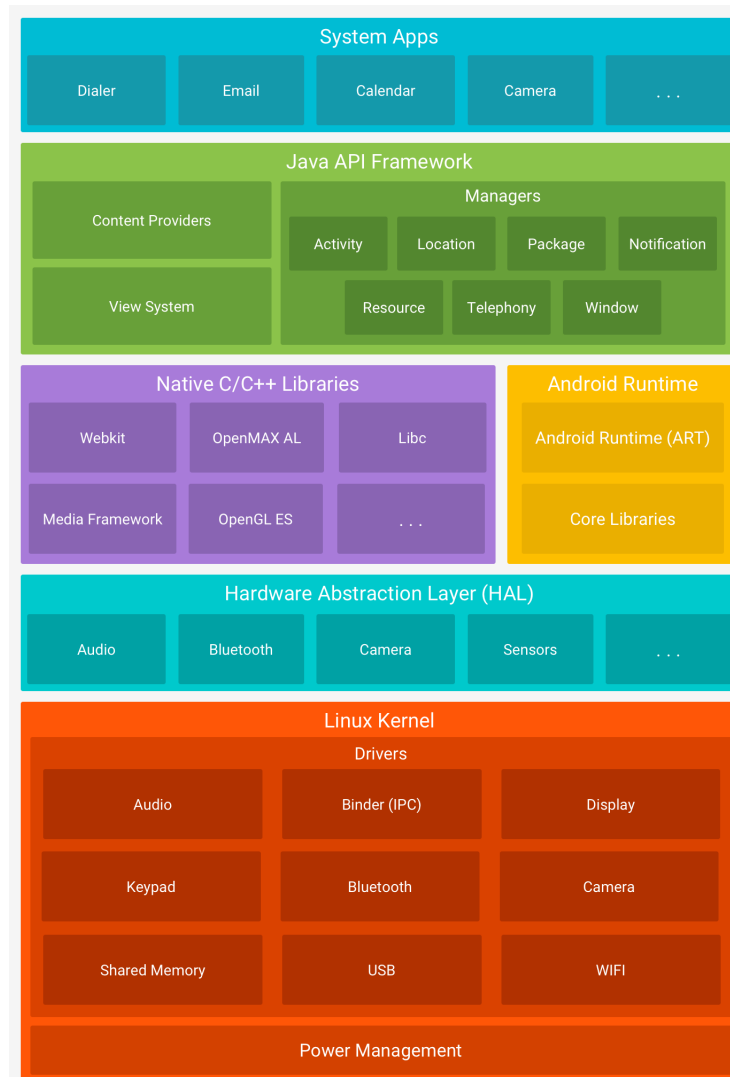 System Apps
Dialer
Email
Calendar
Camera
. . .
Java API Framework
Content Providers
View System
Managers
Activity
Location
Package
Notification
Resource
Telephony
Window
Native C/C++ Libraries
Webkit
OpenMAX AL
Libc
Media Framework
OpenGL ES
. . .
Android Runtime
Android Runtime (ART)
Core Libraries
Hardware Abstraction Layer (HAL)
Audio
Bluetooth
Camera
Sensors
. . .
Linux Kernel
Drivers
Audio
Binder (IPC)
Display
Keypad
Bluetooth
Camera
Shared Memory
USB
WIFI
Power Management